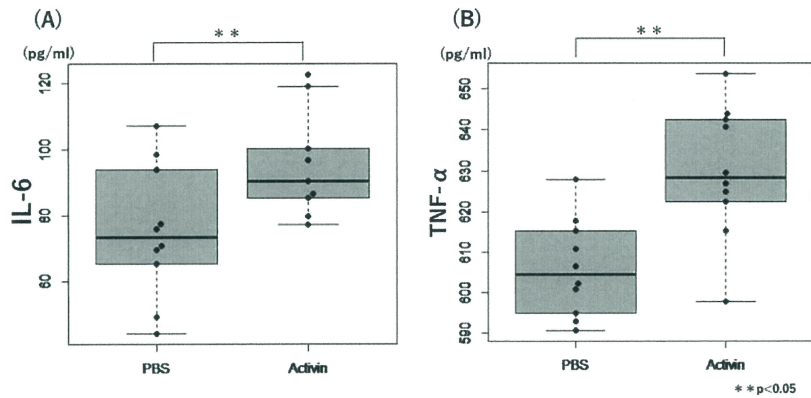 (A)
(pg/ml)
**
IL-6
120
100
80
60
PBS
Activin
(B)
(pg/ml)
**
TNF-α
650
640
630
620
610
600
590
PBS
Activin
**p<0.05